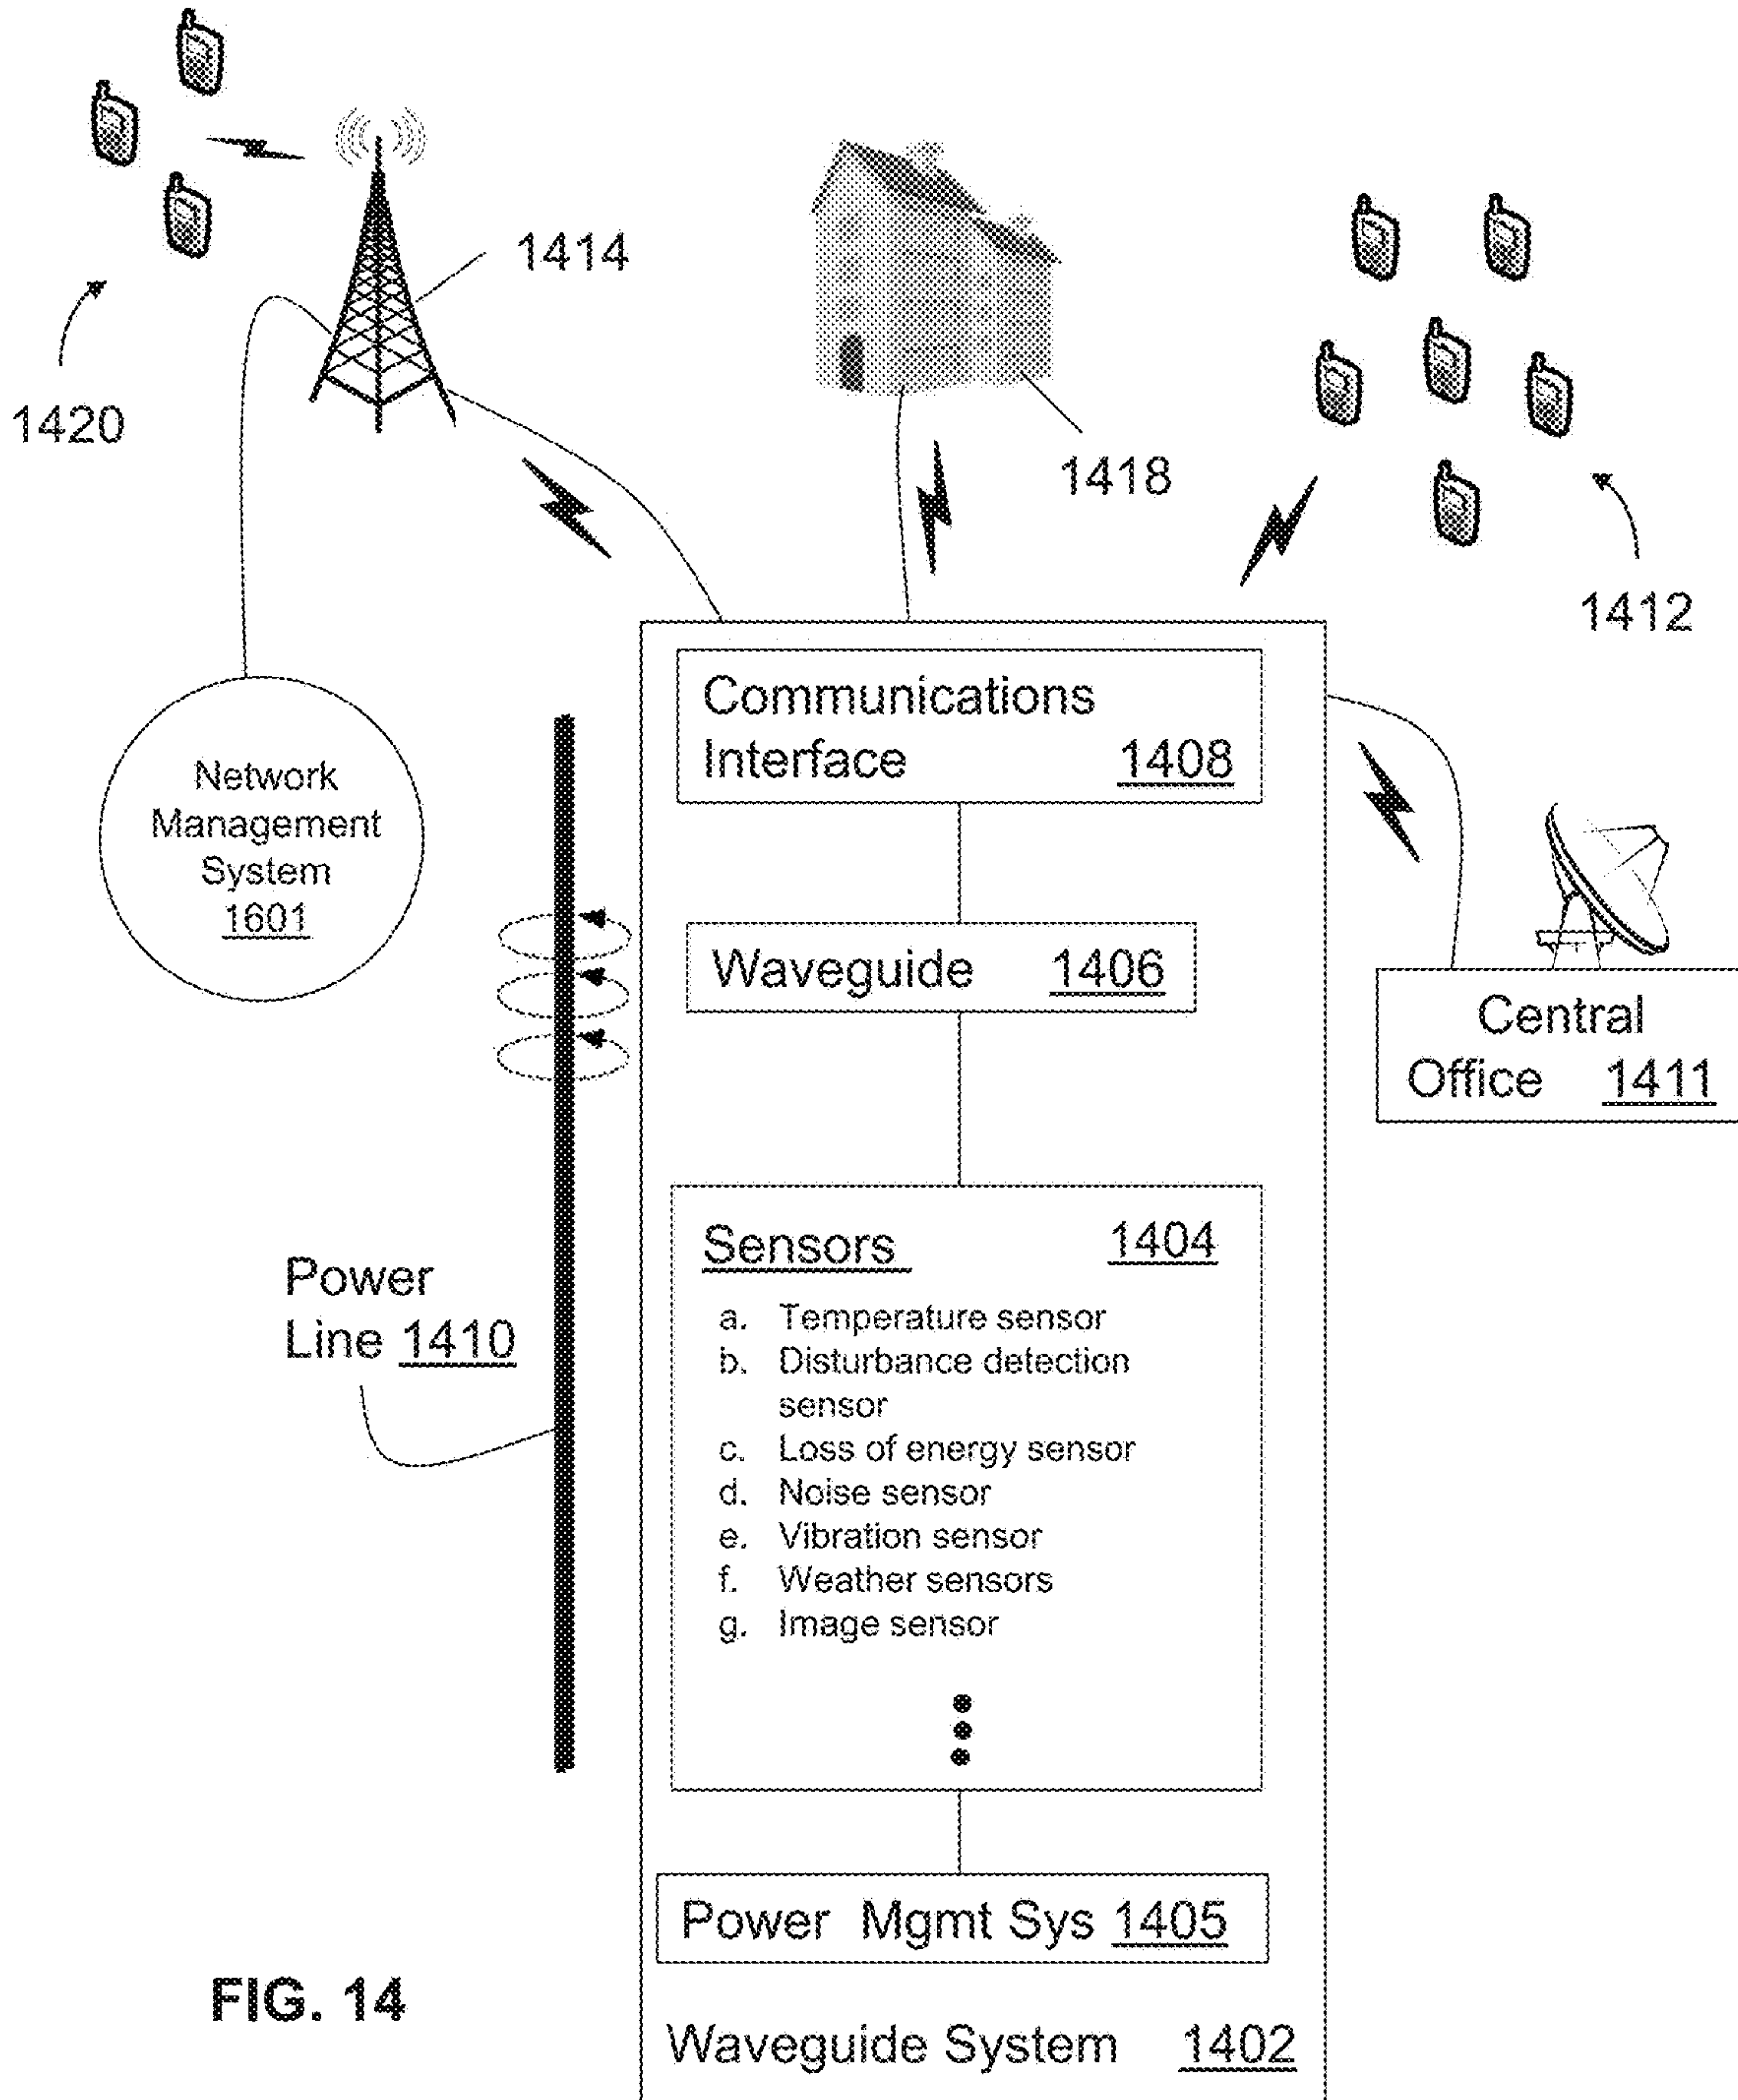 1414
1420
1418
1412
Communications
Interface 1408
Network
Management
System
1601
Waveguide 1406
Central
Office 1411
Sensors 1404
Power
Line 1410
a. Temperature sensor
b. Disturbance detection
sensor
c. Loss of energy sensor
d. Noise sensor
e. Vibration sensor
f. Weather sensors
g. Image sensor
Power Mgmt Sys 1405
FIG. 14
Waveguide System 1402